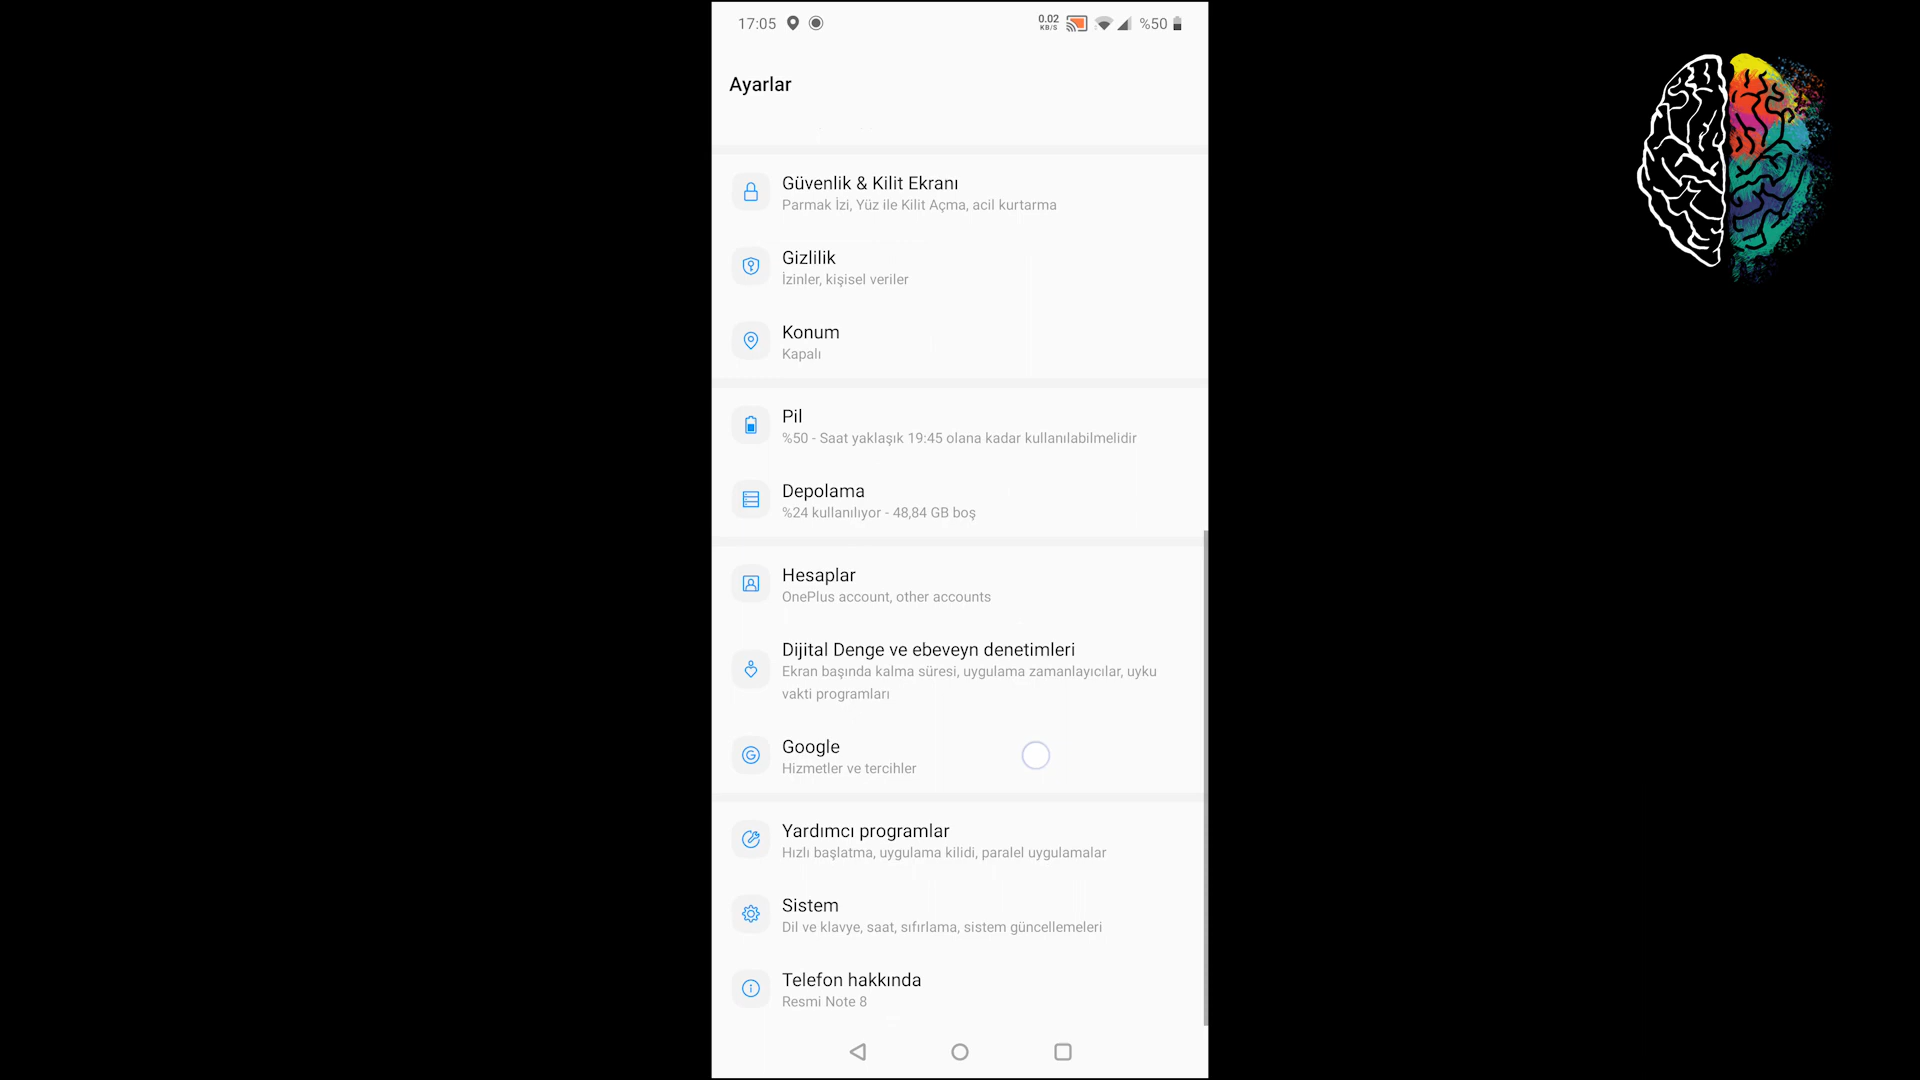 17:05
0.02
KB/S
%50
Ayarlar
Güvenlik & Kilit Ekranı
Parmak İzi, Yüz ile Kilit Açma, acil kurtarma
Gizlilik
İzinler, kişisel veriler
Konum
Kapalı
Pil
%50 - Saat yaklaşık 19:45 olana kadar kullanılabilmelidir
Depolama
%24 kullanılıyor - 48,84 GB boş
Hesaplar
OnePlus account, other accounts
Dijital Denge ve ebeveyn denetimleri
Ekran başında kalma süresi, uygulama zamanlayıcılar, uyku
vakti programları
Google
Hizmetler ve tercihler
Yardımcı programlar
Hızlı başlatma, uygulama kilidi, paralel uygulamalar
Sistem
Dil ve klavye, saat, sıfırlama, sistem güncellemeleri
Telefon hakkında
Resmi Note 8